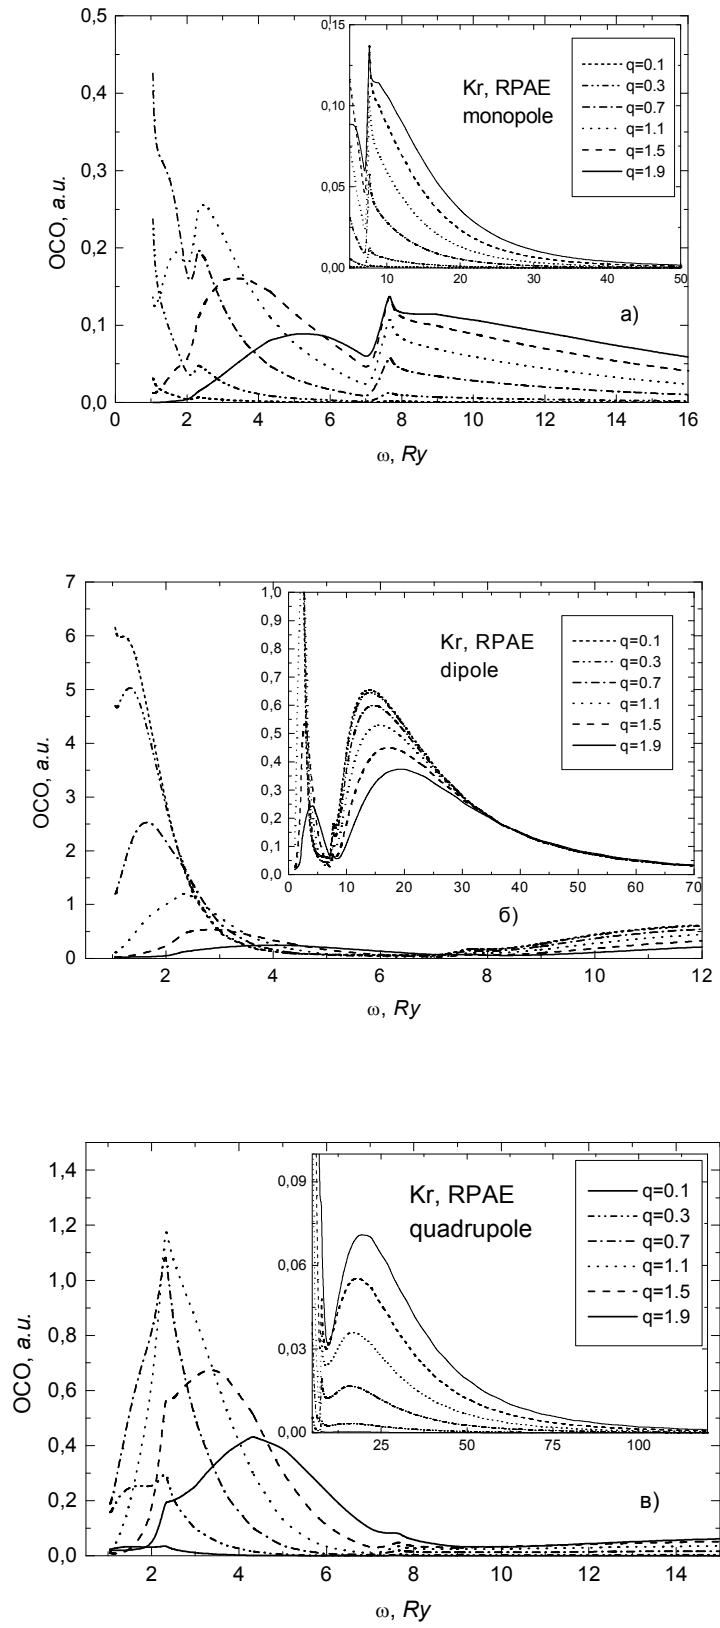 0,5
0,4
0,3
0,2
0,1
0,0
OCO, a.u.
0 2 4 6 8 10 12 14 16
ω, Ry
0,15
0,10
0,05
0,00
10 20 30 40 50
Kr, RPAE
monopole
q=0.1
q=0.3
q=0.7
q=1.1
q=1.5
q=1.9
а)
7
6
5
4
3
2
1
0
OCO, a.u.
2 4 6 8 10 12
ω, Ry
1,0
0,9
0,8
0,7
0,6
0,5
0,4
0,3
0,2
0,1
0,0
0 10 20 30 40 50 60 70
Kr, RPAE
dipole
q=0.1
q=0.3
q=0.7
q=1.1
q=1.5
q=1.9
б)
1,4
1,2
1,0
0,8
0,6
0,4
0,2
0,0
OCO, a.u.
2 4 6 8 10 12 14
ω, Ry
0,09
0,06
0,03
0,00
25 50 75 100
Kr, RPAE
quadrupole
q=0.1
q=0.3
q=0.7
q=1.1
q=1.5
q=1.9
в)